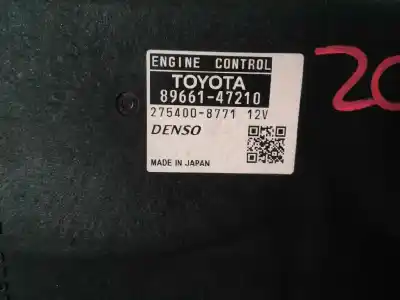 ENGINE CONTROL
TOYOTA
89661-47210
275400-8771 12V
DENSO
MADE IN JAPAN
20